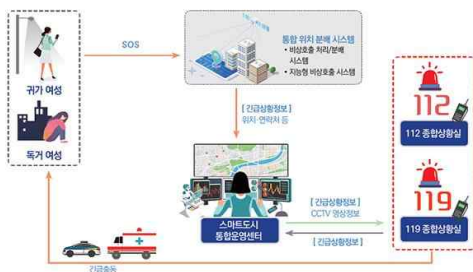 SOS
귀가 여성
독거 여성
통합 위치 분배 시스템
• 비상호출 처리/분배
시스템
• 지능형 비상호출 시스템
[ 긴급상황정보 ]
위치·연락처 등
112
112 종합상황실
119
119 종합상황실
스마트도시
통합운영센터
[ 긴급상황정보 ]
CCTV 영상정보
[ 긴급상황정보 ]
긴급출동